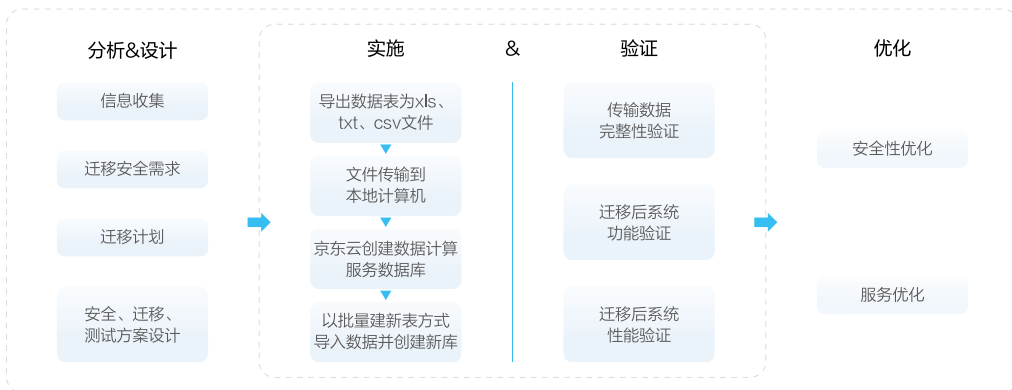 分析&设计
信息收集
迁移安全需求
迁移计划
安全、迁移、
测试方案设计
实施
&
验证
导出数据表为xls、
txt、csv文件
文件传输到
本地计算机
京东云创建数据计算
服务数据库
以批量建新表方式
导入数据并创建新库
传输数据
完整性验证
迁移后系统
功能验证
迁移后系统
性能验证
优化
安全性优化
服务优化